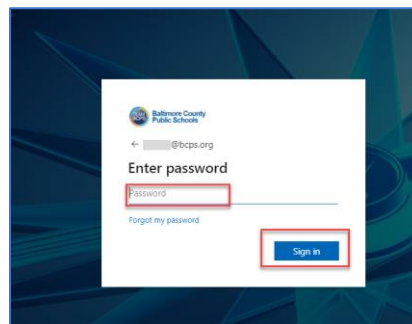 Baltimore County
Public Schools
← @bcps.org
Enter password
Password
Forgot my password
Sign in